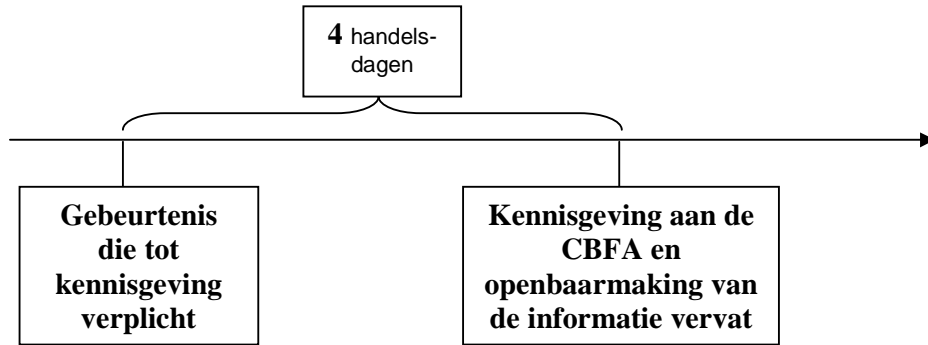 4 handels-
dagen
Gebeurtenis
die tot
kennisgeving
verplicht
Kennisgeving aan de
CBFA en
openbaarmaking van
de informatie vervat